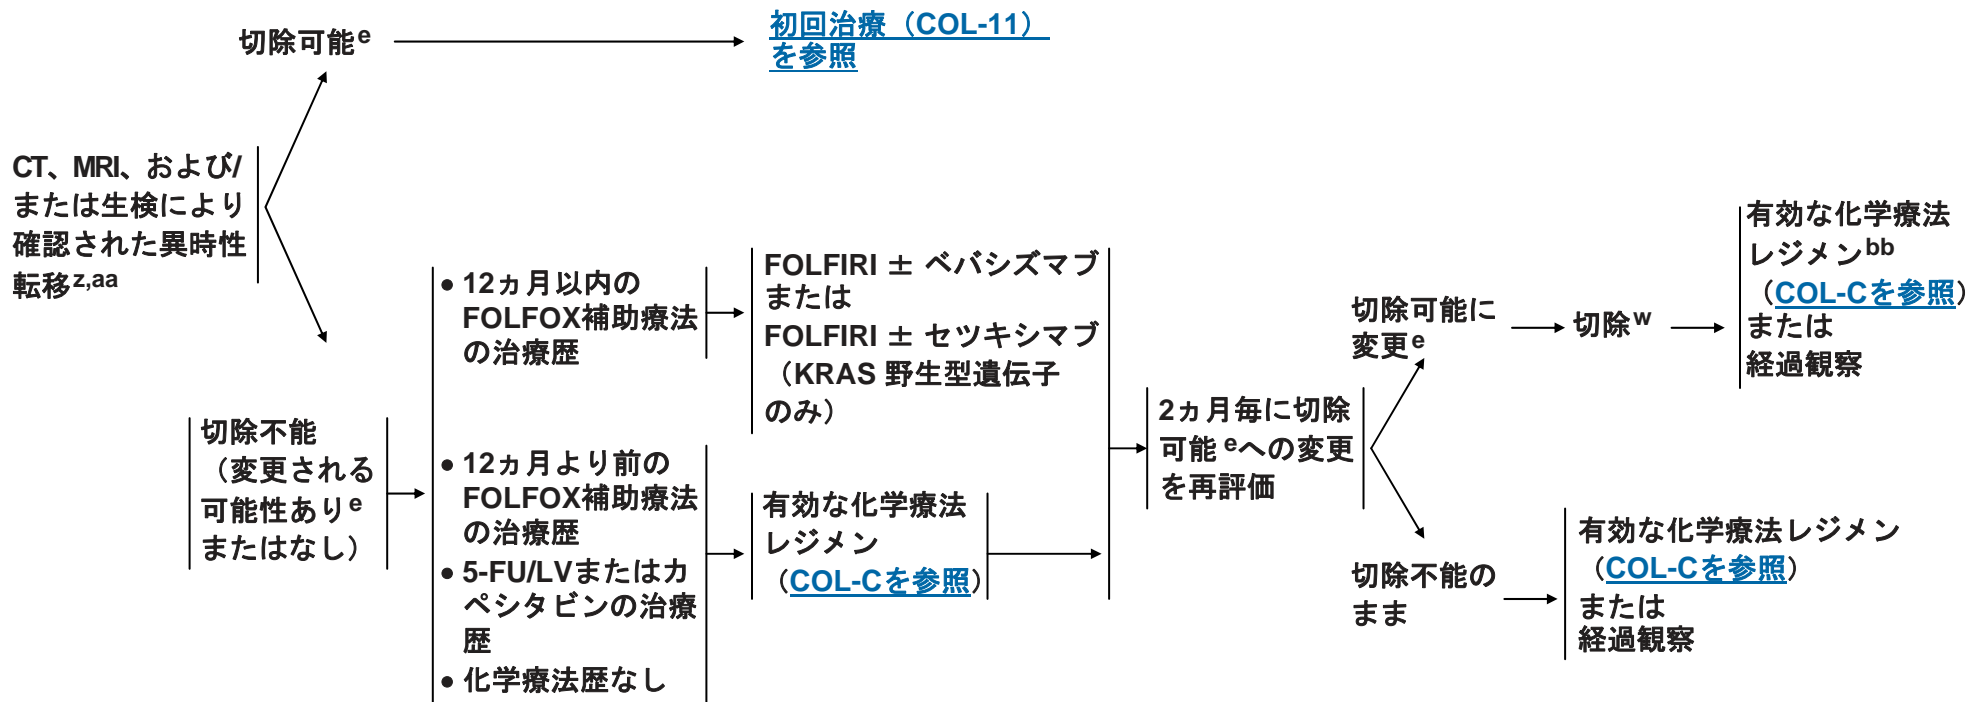 切除可能e
初回治療（COL-11）
を参照
CT、MRI、および/
または生検により
確認された異時性
転移z,aa
切除不能
（変更される
可能性ありe
またはなし）
● 12ヵ月以内の
FOLFOX補助療法
の治療歴
● 12ヵ月より前の
FOLFOX補助療法
の治療歴
● 5-FU/LVまたはカ
ペシタビンの治療
歴
● 化学療法歴なし
FOLFIRI ± ベバシズマブ
または
FOLFIRI ± セツキシマブ
（KRAS 野生型遺伝子
のみ）
有効な化学療法
レジメン
（COL-Cを参照）
2ヵ月毎に切除
可能eへの変更
を再評価
切除可能に
変更e
切除w
有効な化学療法
レジメンbb
（COL-Cを参照）
または
経過観察
切除不能の
まま
有効な化学療法レジメン
（COL-Cを参照）
または
経過観察